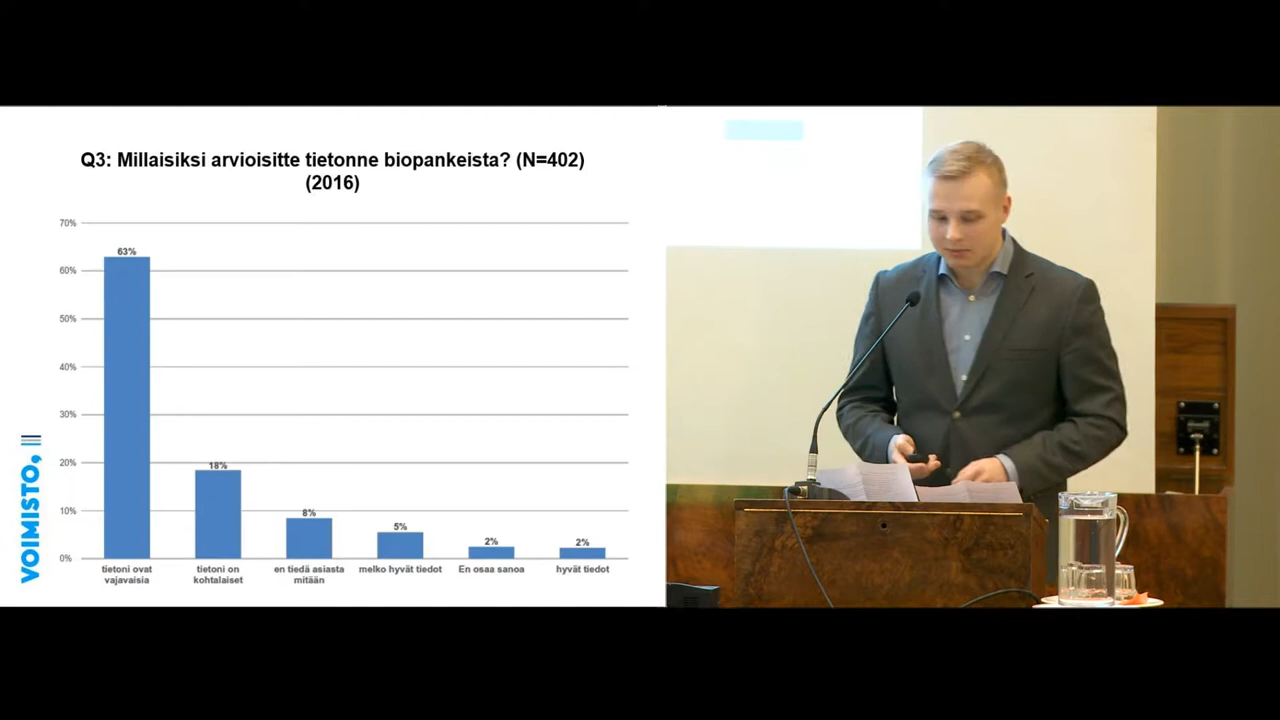 Q3: Millaisiksi arvioisitte tietonne biopankeista? (N=402)
(2016)
70%
60%
50%
40%
30%
20%
10%
0%
63%
18%
8%
5%
2%
2%
tietoni ovat
vajavaisia
tietoni on
kohtalaiset
en tiedä asiasta
mitään
melko hyvät tiedot
En osaa sanoa
hyvät tiedot
VOIMISTO,